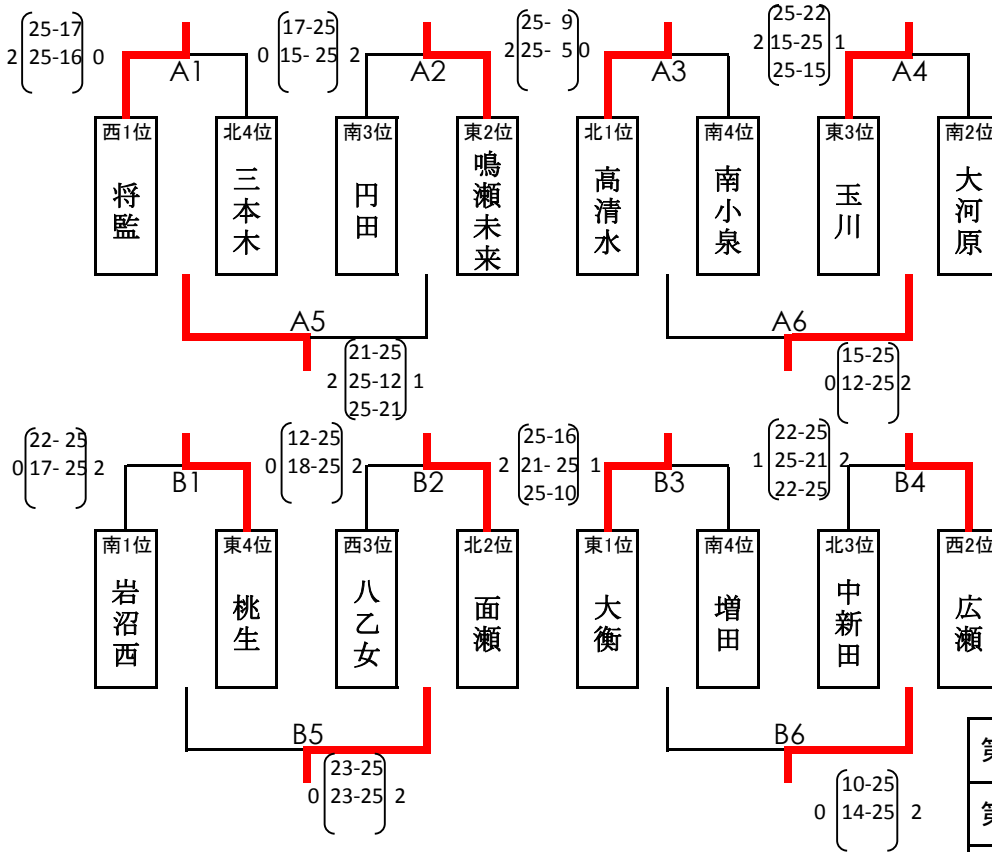 25-17
2 25-16 0
A1
17-25
0 15- 25 2
A2
25- 9
2 25- 5 0
A3
25-22
2 15-25 1
25-15
A4
西1位
将監
北4位
三本木
南3位
円田
東2位
鳴瀬未来
北1位
高清水
南4位
南小泉
東3位
玉川
南2位
大河原
A5
21-25
2 25-12 1
25-21
A6
15-25
0 12-25 2
22- 25
0 17- 25 2
B1
12-25
0 18-25 2
B2
25-16
2 21- 25 1
25-10
B3
22-25
1 25-21 2
22-25
B4
南1位
岩沼西
東4位
桃生
西3位
八乙女
北2位
面瀬
東1位
大衡
南4位
増田
北3位
中新田
西2位
広瀬
B5
23-25
0 23-25 2
B6
10-25
0 14-25 2
第
第